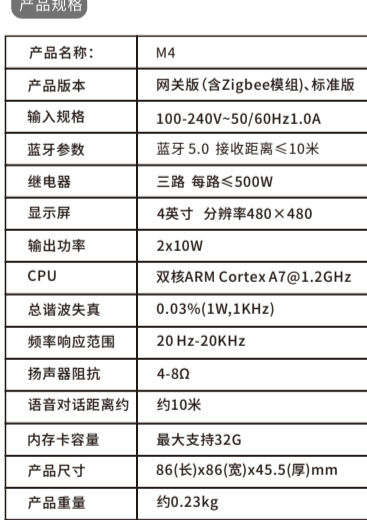 产品规格
产品名称： M4
产品版本 网关版（含Zigbee模组）、标准版
输入规格 100-240V~50/60Hz1.0A
蓝牙参数 蓝牙 5.0 接收距离≤10米
继电器 三路 每路≤500W
显示屏 4英寸 分辨率480×480
输出功率 2x10W
CPU 双核ARM Cortex A7@1.2GHz
总谐波失真 0.03%(1W,1KHz)
频率响应范围 20 Hz-20KHz
扬声器阻抗 4-8Ω
语音对话距离约 约10米
内存卡容量 最大支持32G
产品尺寸 86(长)x86(宽)x45.5(厚)mm
产品重量 约0.23kg